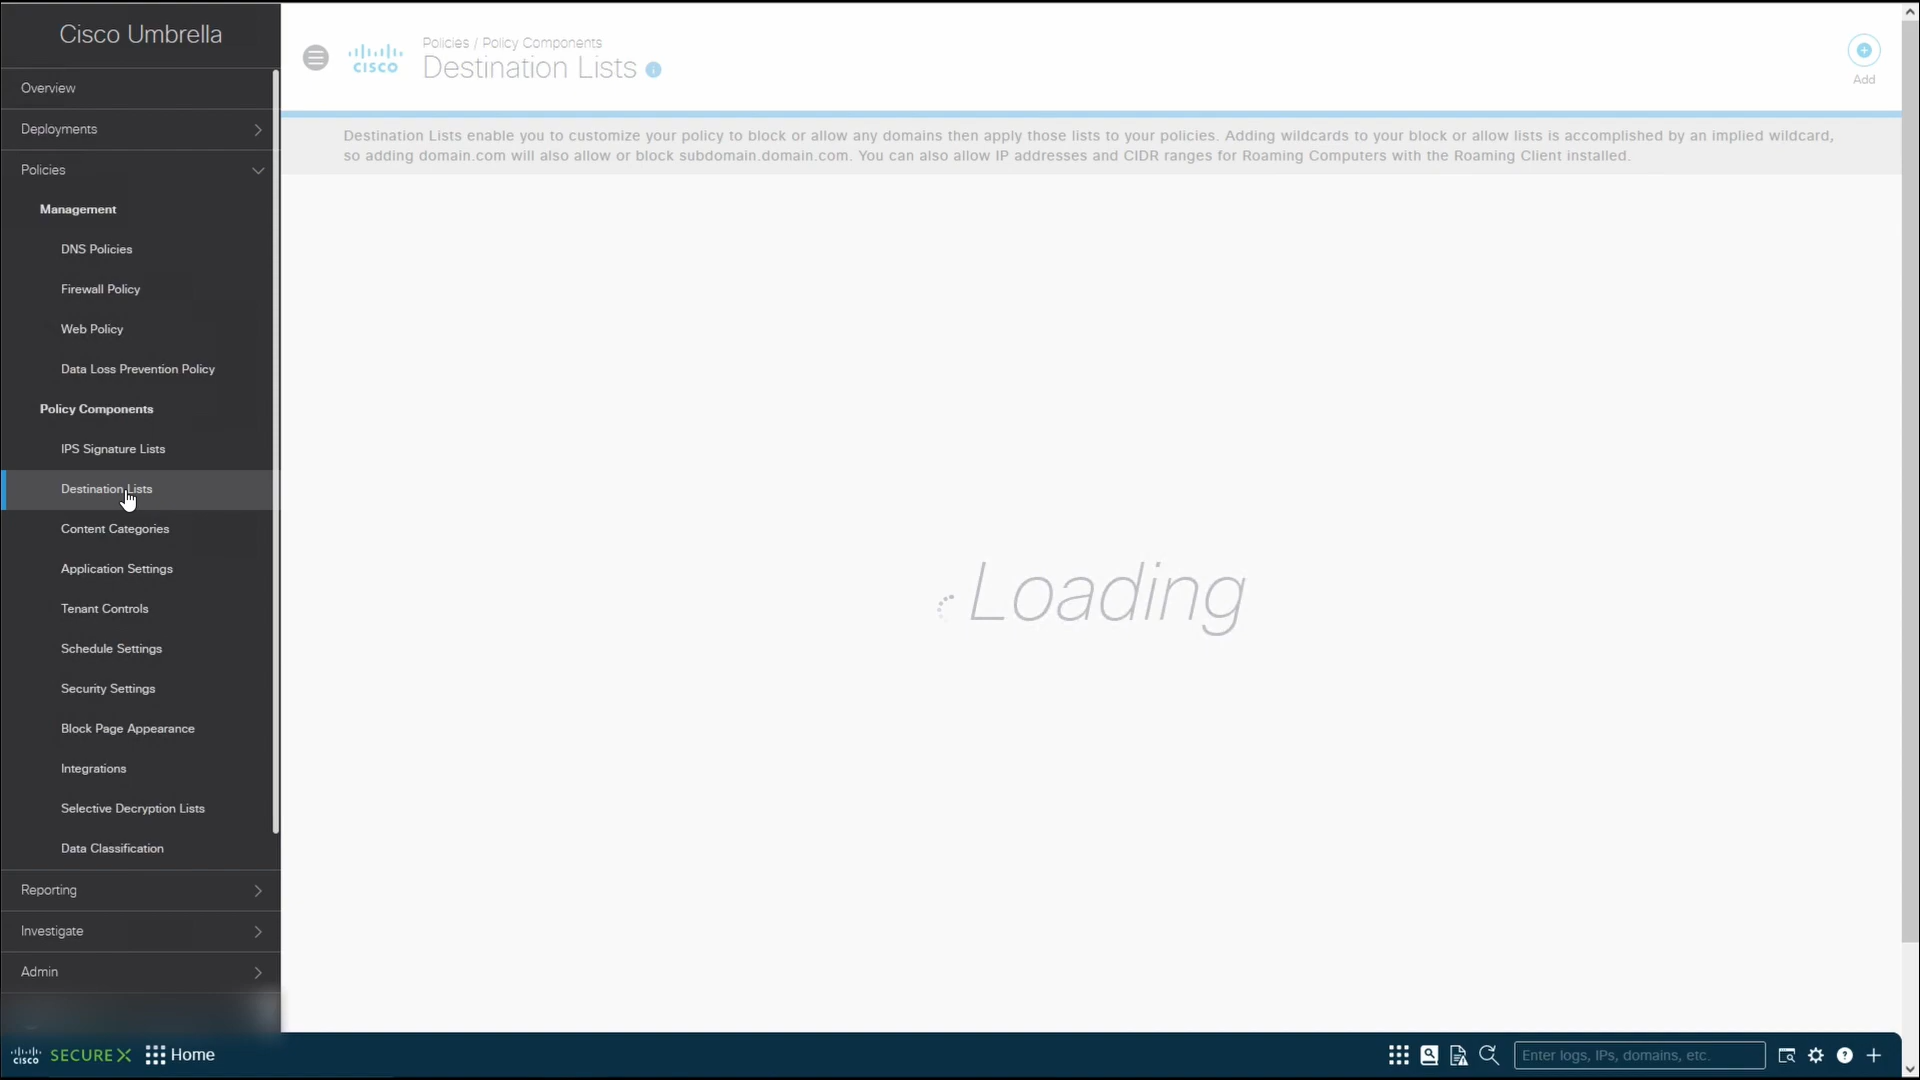 Cisco Umbrella
Overview
Deployments
Policies
Management
DNS Policies
Firewall Policy
Web Policy
Data Loss Prevention Policy
Policy Components
IPS Signature Lists
Destination Lists
Content Categories
Application Settings
Tenant Controls
Schedule Settings
Security Settings
Block Page Appearance
Integrations
Selective Decryption Lists
Data Classification
Reporting
Investigate
Admin
CISCO
Policies / Policy Components
Destination Lists
Add
Destination Lists enable you to customize your policy to block or allow any domains then apply those lists to your policies. Adding wildcards to your block or allow lists is accomplished by an implied wildcard,
so adding domain.com will also allow or block subdomain.domain.com. You can also allow IP addresses and CIDR ranges for Roaming Computers with the Roaming Client installed.
Loading
CISCO SECUREX Home
Enter logs, IPs, domains, etc.